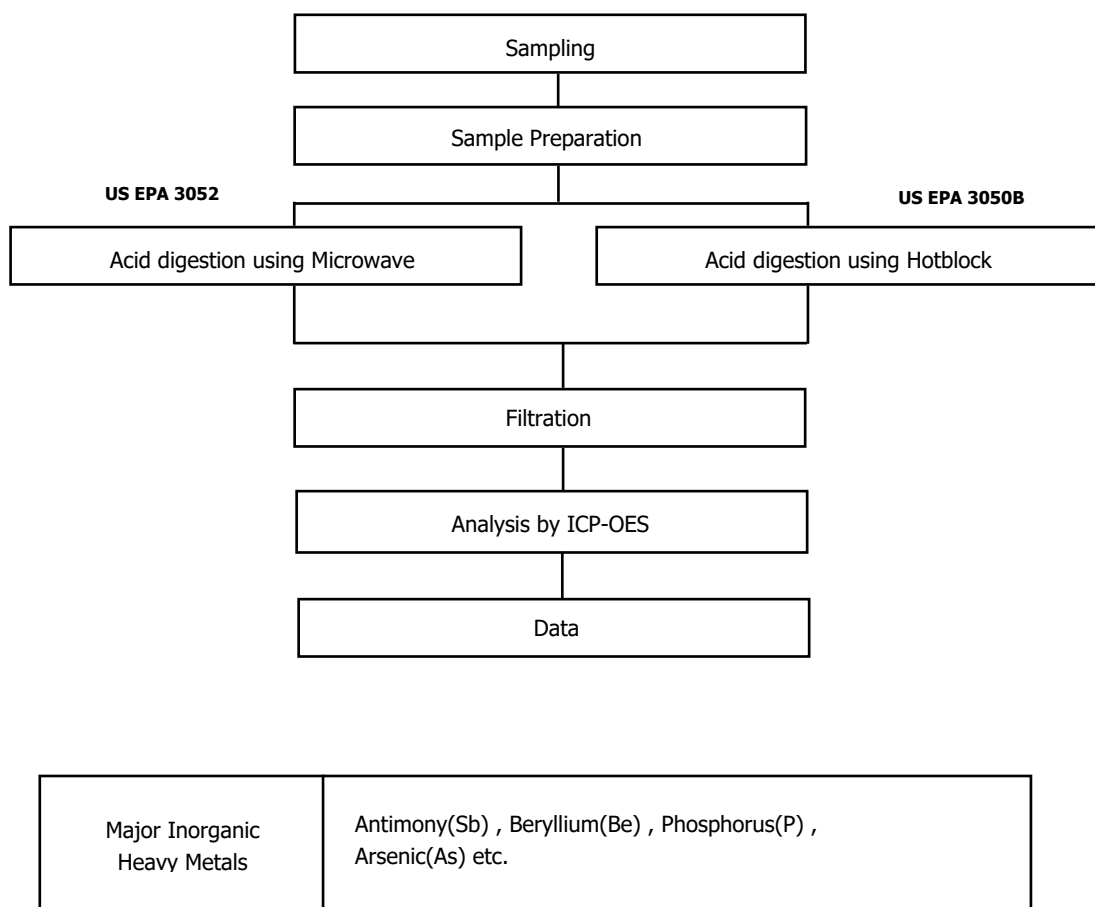 Sampling
Sample Preparation
US EPA 3052
US EPA 3050B
Acid digestion using Microwave
Acid digestion using Hotblock
Filtration
Analysis by ICP-OES
Data
Major Inorganic
Heavy Metals
Antimony(Sb) , Beryllium(Be) , Phosphorus(P) ,
Arsenic(As) etc.